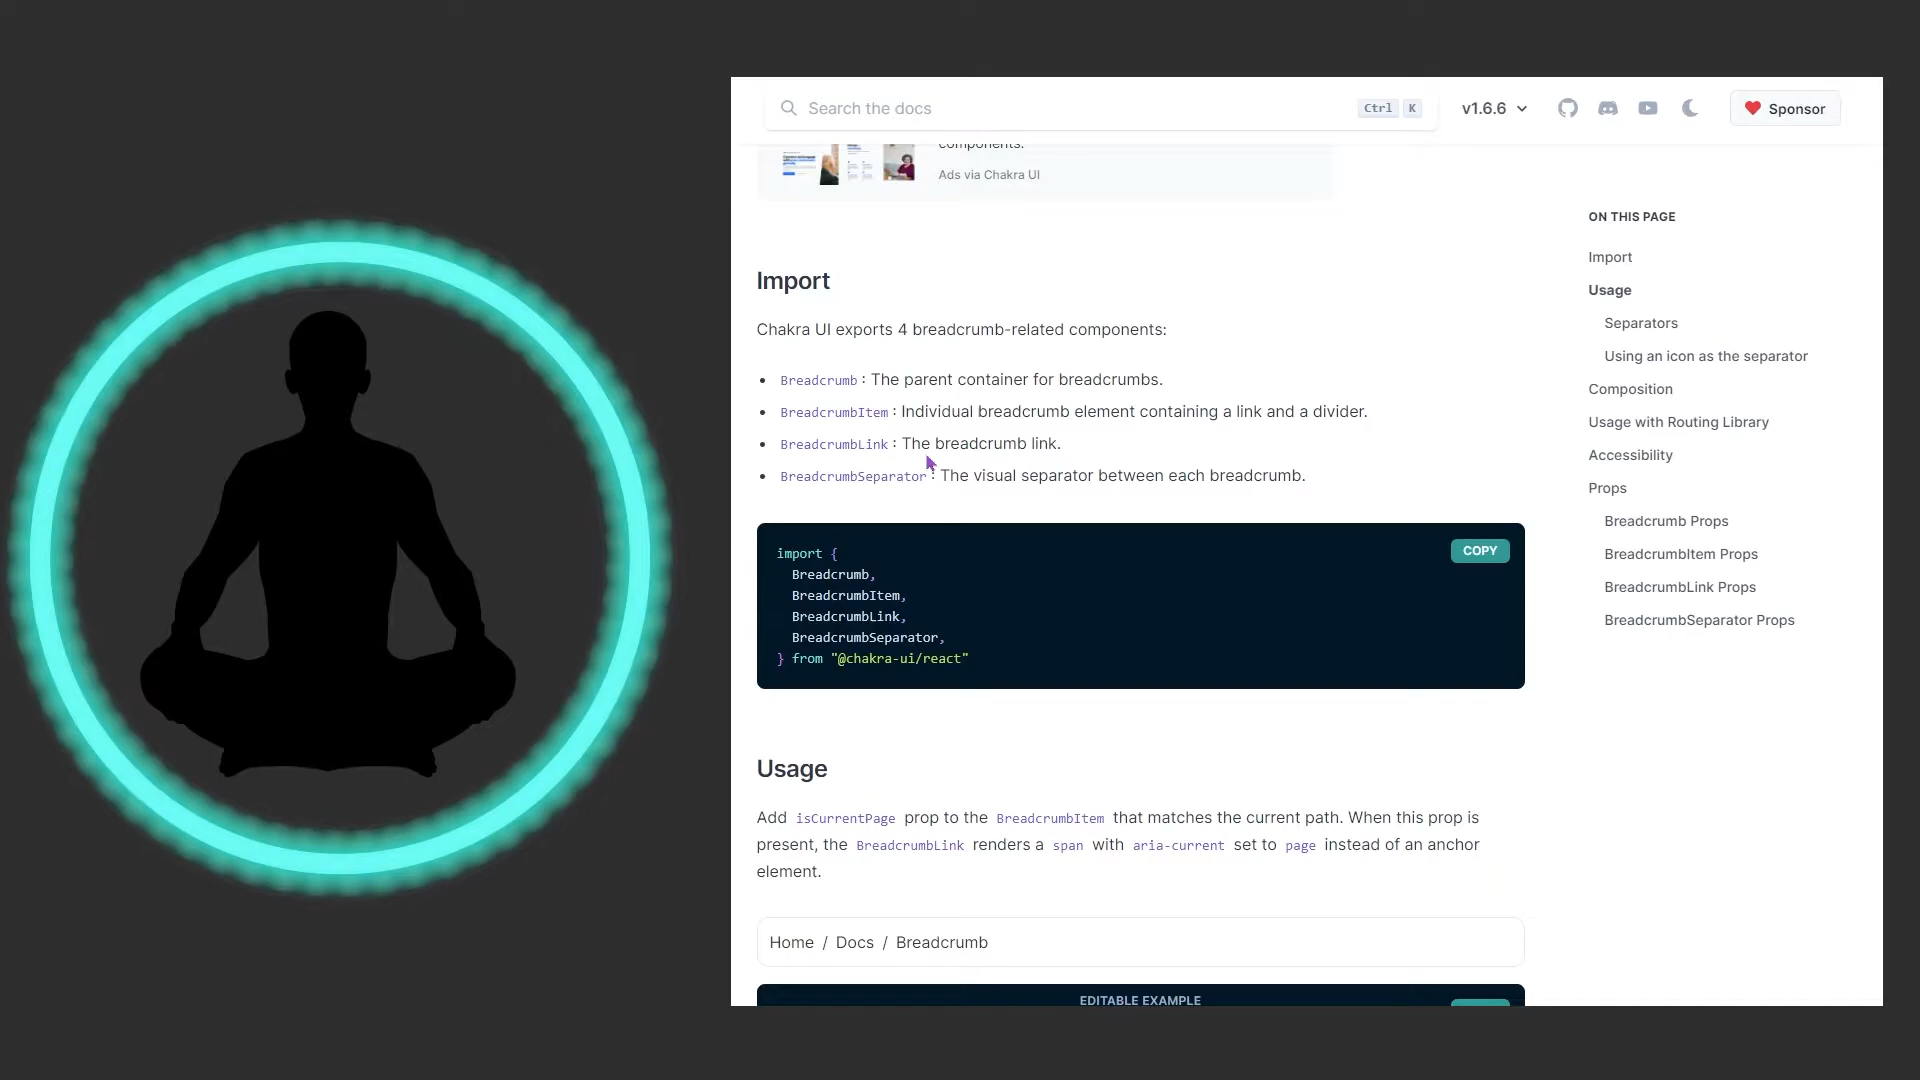 Search the docs
Ctrl K
v1.6.6
Sponsor
components.
Ads via Chakra UI
Import
Chakra UI exports 4 breadcrumb-related components:
Breadcrumb : The parent container for breadcrumbs.
BreadcrumbItem : Individual breadcrumb element containing a link and a divider.
BreadcrumbLink : The breadcrumb link.
BreadcrumbSeparator : The visual separator between each breadcrumb.
import {
Breadcrumb,
BreadcrumbItem,
BreadcrumbLink,
BreadcrumbSeparator,
} from "@chakra-ui/react"
COPY
Usage
Add isCurrentPage prop to the BreadcrumbItem that matches the current path. When this prop is
present, the BreadcrumbLink renders a span with aria-current set to page instead of an anchor
element.
Home / Docs / Breadcrumb
EDITABLE EXAMPLE
ON THIS PAGE
Import
Usage
Separators
Using an icon as the separator
Composition
Usage with Routing Library
Accessibility
Props
Breadcrumb Props
BreadcrumbItem Props
BreadcrumbLink Props
BreadcrumbSeparator Props